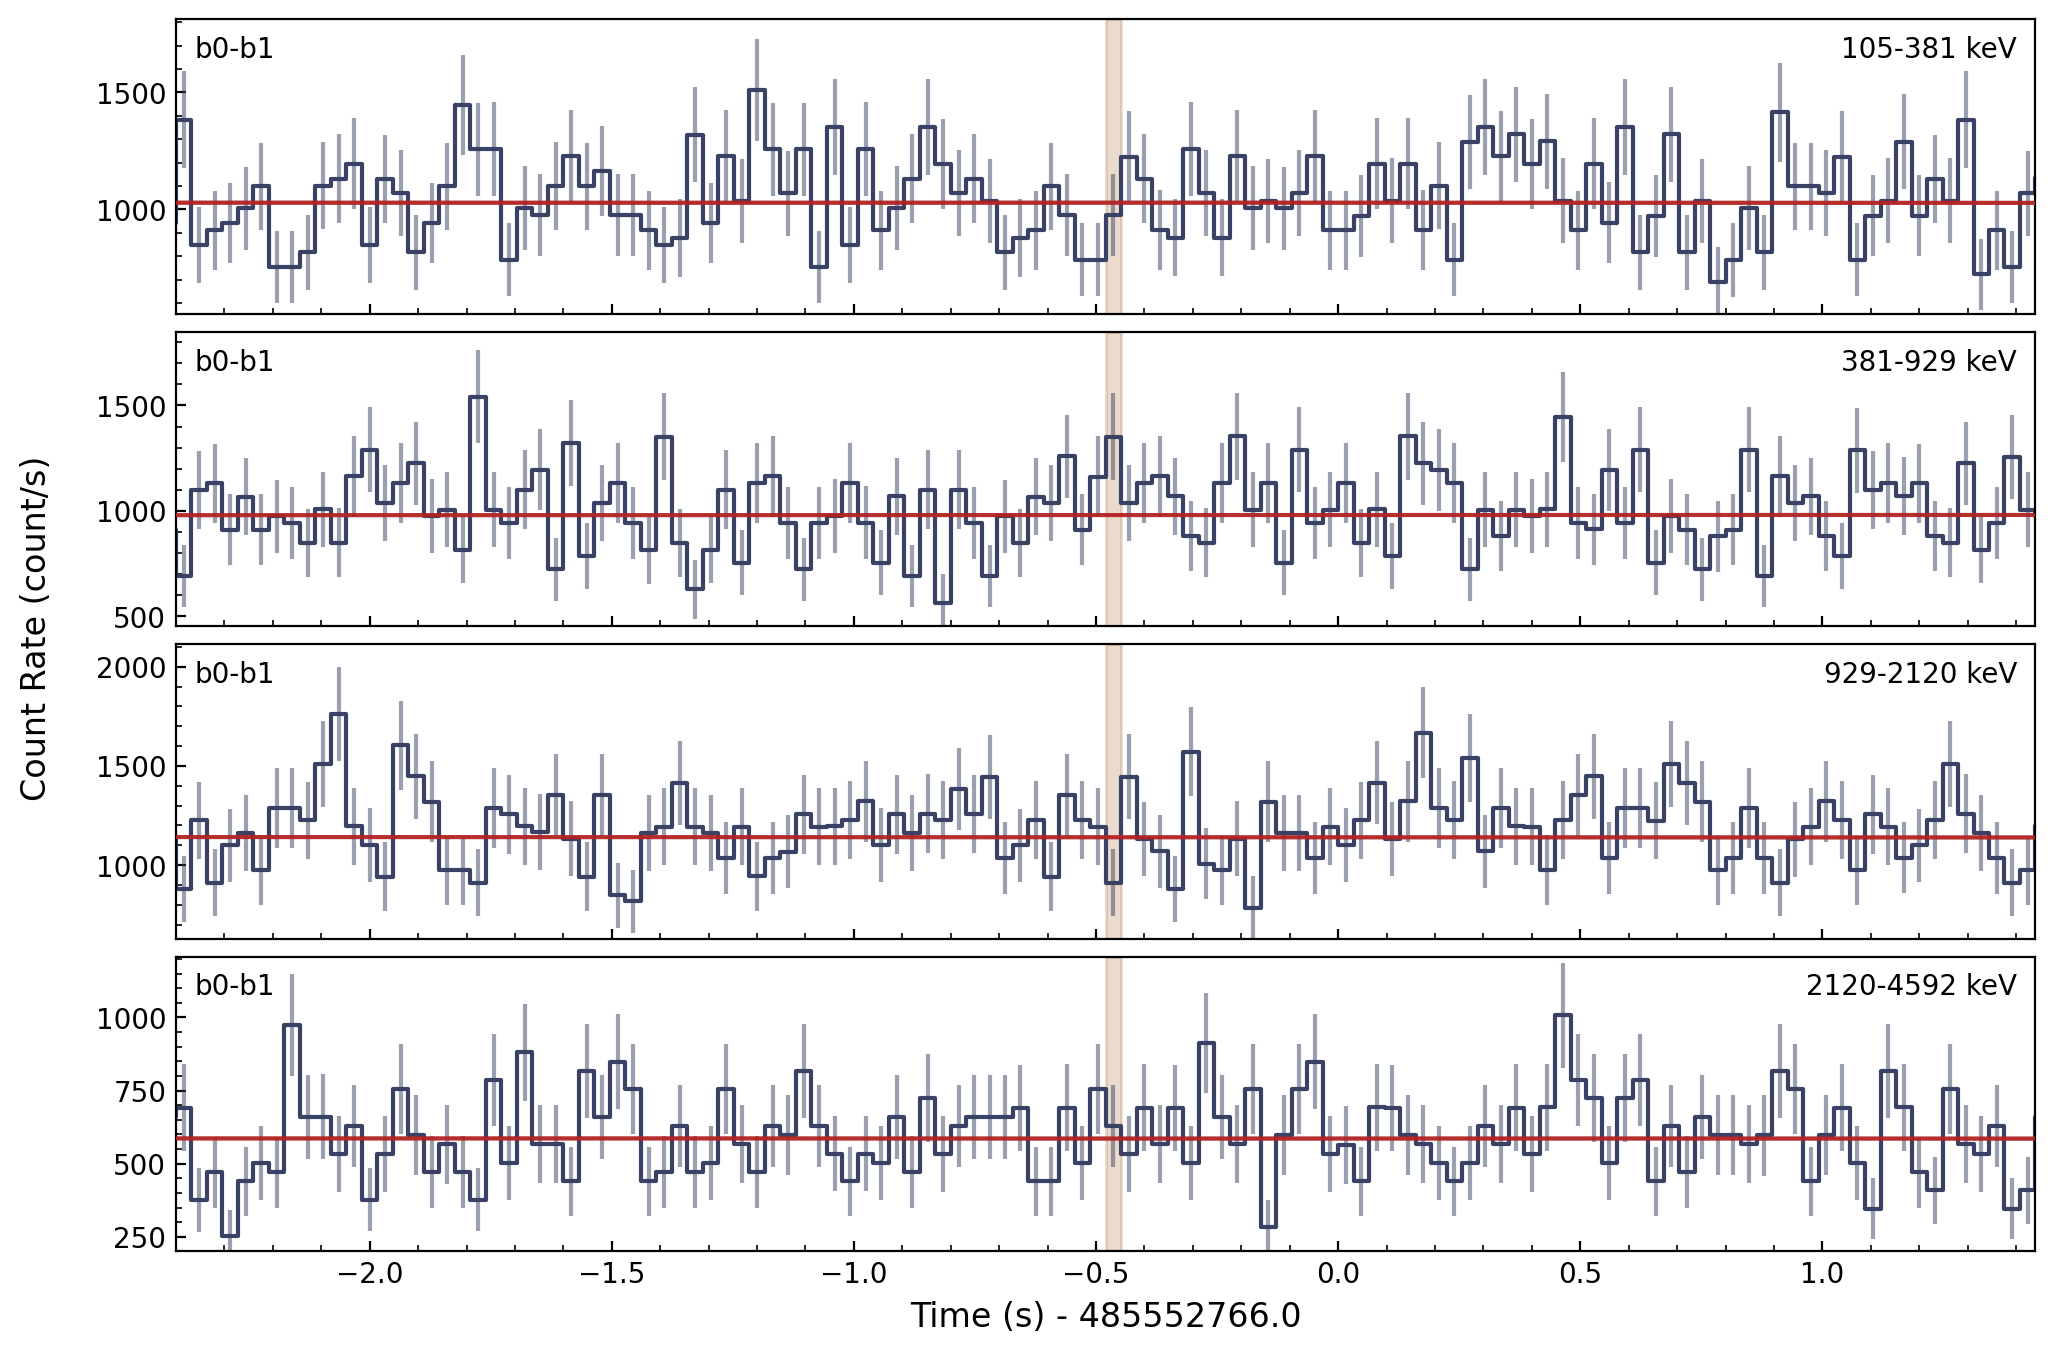 b0-b1 105-381 keV
1500
1000
b0-b1 381-929 keV
1500
1000
500
b0-b1 929-2120 keV
2000
1500
1000
b0-b1 2120-4592 keV
1000
750
500
250
Count Rate (count/s)
−2.0 −1.5 −1.0 −0.5 0.0 0.5 1.0
Time (s) - 485552766.0